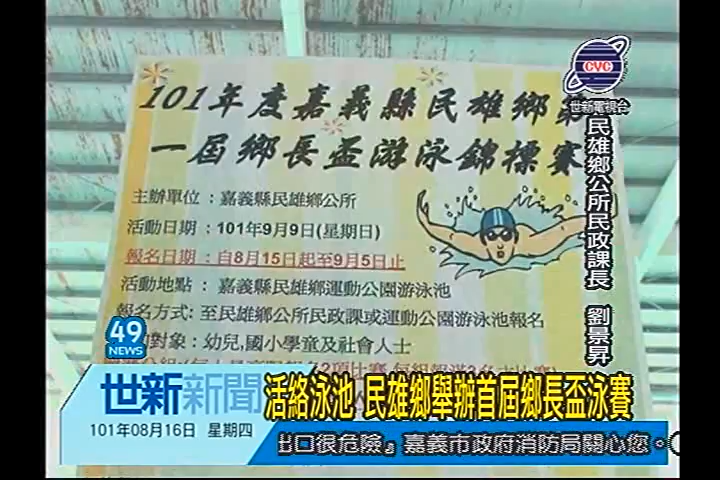 CVC
世新電視台
101年度嘉義縣民雄鄉第
一屆鄉長盃游泳錦標賽
主辦單位：嘉義縣民雄鄉公所
活動日期：101年9月9日(星期日)
報名日期：自8月15日起至9月5日止
活動地點：嘉義縣民雄鄉運動公園游泳池
報名方式：至民雄鄉公所民政課或運動公園游泳池報名
對象：幼兒,國小學童及社會人士
民雄鄉公所民政課長 劉景昇
49
NEWS
世新新聞
活絡泳池 民雄鄉舉辦首屆鄉長盃泳賽
101年08月16日 星期四
出口很危險』嘉義市政府消防局關心您。